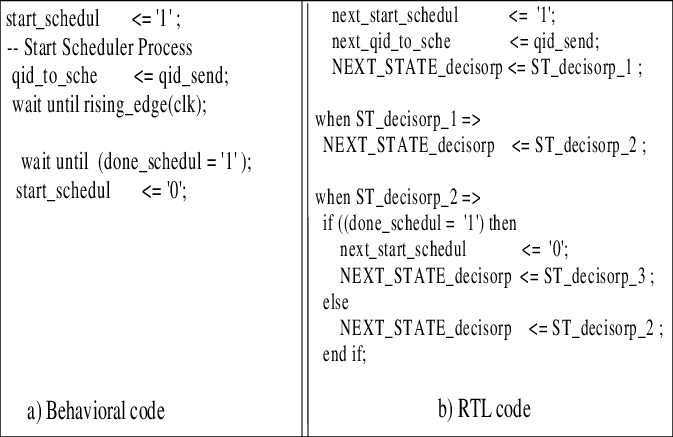 start_schedul <= '1' ;
-- Start Scheduler Process
qid_to_sche <= qid_send;
wait until rising_edge(clk);
wait until (done_schedul = '1' );
start_schedul <= '0';
a) Behavioral code
next_start_schedul <= '1';
next_qid_to_sche <= qid_send;
NEXT_STATE_decisorp <= ST_decisorp_1 ;
when ST_decisorp_1 =>
NEXT_STATE_decisorp <= ST_decisorp_2 ;
when ST_decisorp_2 =>
if ((done_schedul = '1') then
next_start_schedul <= '0';
NEXT_STATE_decisorp <= ST_decisorp_3 ;
else
NEXT_STATE_decisorp <= ST_decisorp_2 ;
end if;
b) RTL code